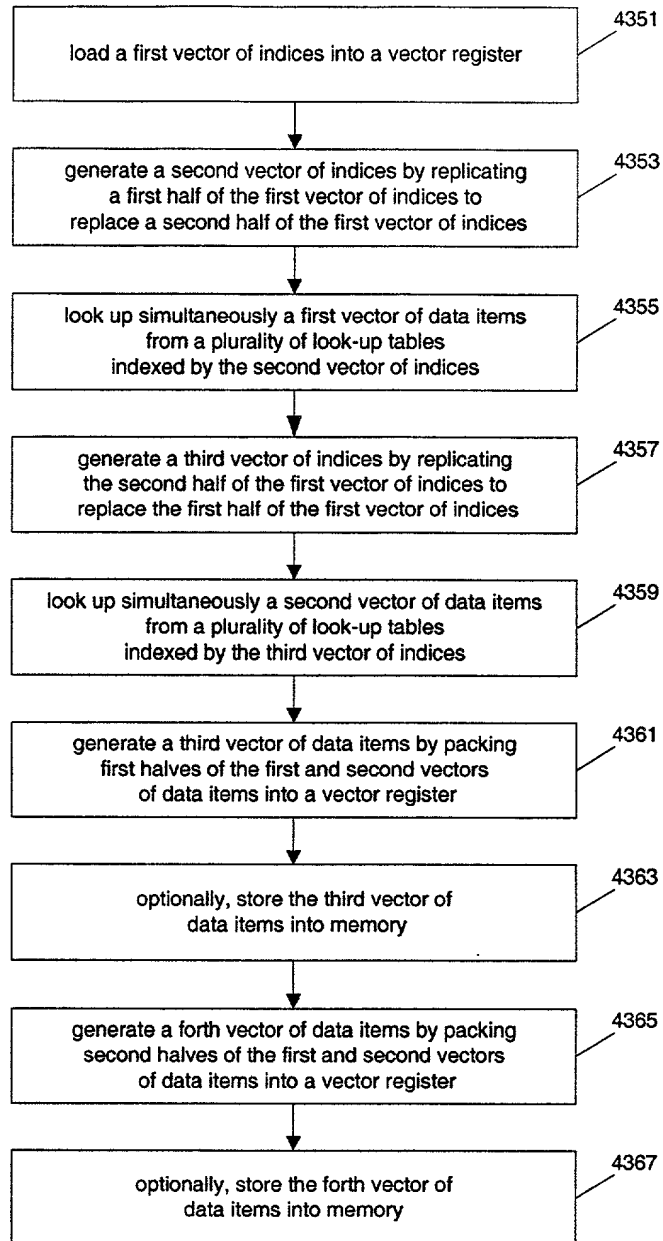 4351
load a first vector of indices into a vector register
4353
generate a second vector of indices by replicating
a first half of the first vector of indices to
replace a second half of the first vector of indices
4355
look up simultaneously a first vector of data items
from a plurality of look-up tables
indexed by the second vector of indices
4357
generate a third vector of indices by replicating
the second half of the first vector of indices to
replace the first half of the first vector of indices
4359
look up simultaneously a second vector of data items
from a plurality of look-up tables
indexed by the third vector of indices
4361
generate a third vector of data items by packing
first halves of the first and second vectors
of data items into a vector register
4363
optionally, store the third vector of
data items into memory
4365
generate a forth vector of data items by packing
second halves of the first and second vectors
of data items into a vector register
4367
optionally, store the forth vector of
data items into memory